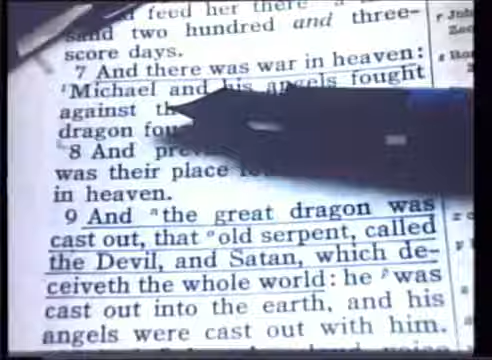 feed her there a
sand two hundred and three-
score days.
7 And there was war in heaven:
Michael and his angels fought
against
dragon
8 And
was their place
in heaven.
9 And the great dragon was
cast out, that old serpent, called
the Devil, and Satan, which de-
ceiveth the whole world: he was
cast out into the earth, and his
angels were cast out with him.